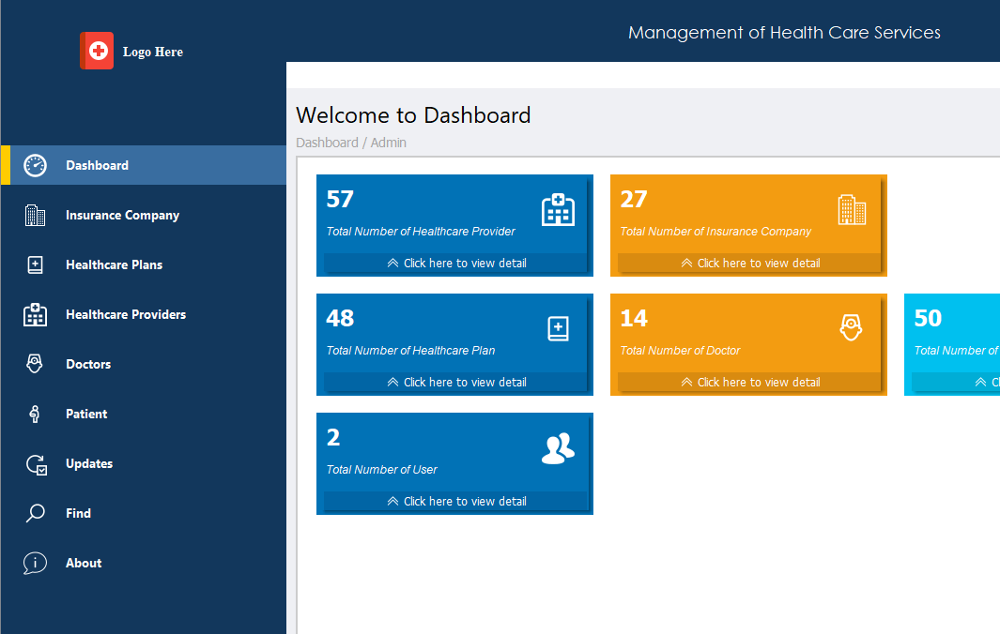 Logo Here
Management of Health Care Services
Welcome to Dashboard
Dashboard / Admin
Dashboard
Insurance Company
Healthcare Plans
Healthcare Providers
Doctors
Patient
Updates
Find
About
57
Total Number of Healthcare Provider
Click here to view detail
27
Total Number of Insurance Company
Click here to view detail
48
Total Number of Healthcare Plan
Click here to view detail
14
Total Number of Doctor
Click here to view detail
50
Total Number of
2
Total Number of User
Click here to view detail